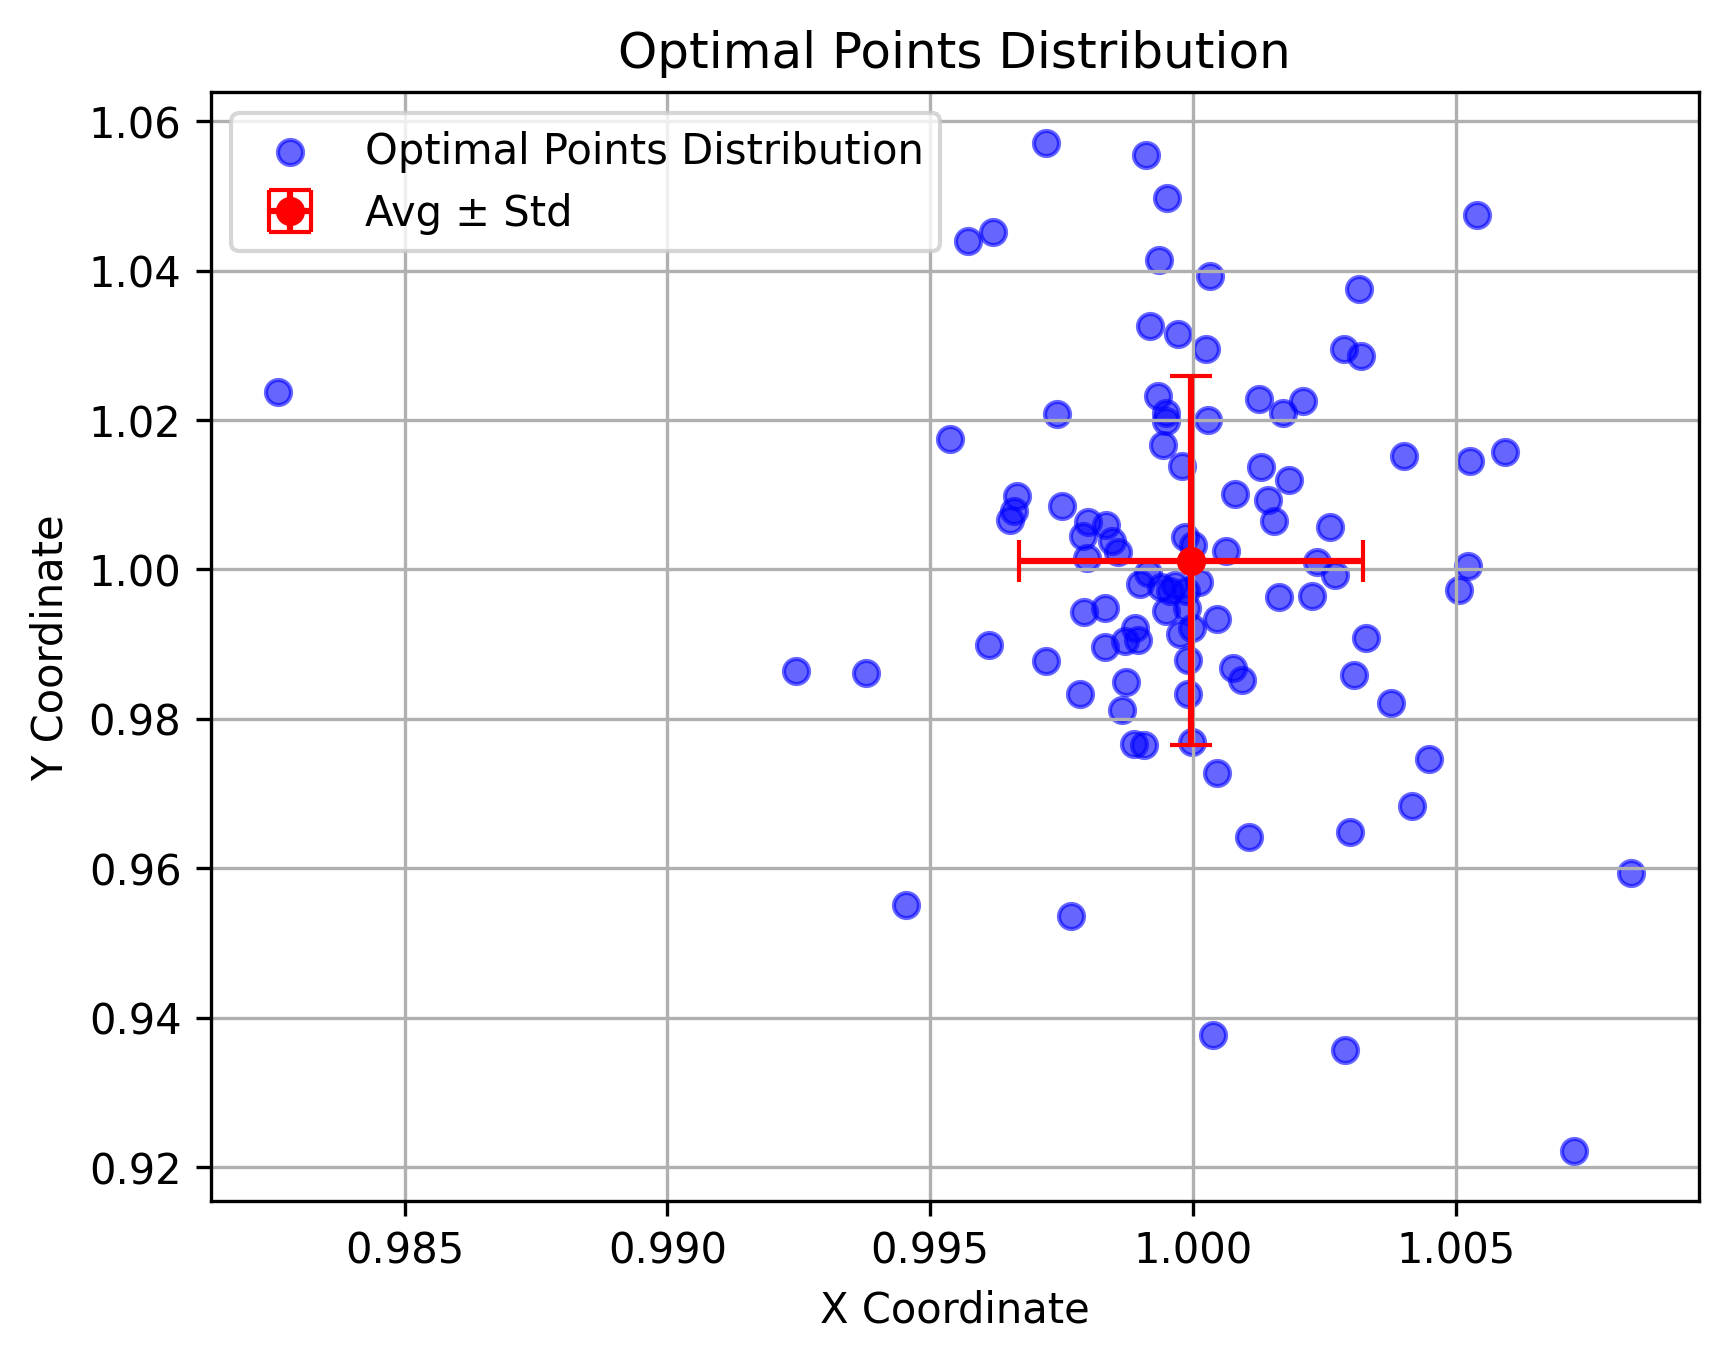 Optimal Points Distribution
Optimal Points Distribution
Avg ± Std
1.06
1.04
1.02
1.00
0.98
0.96
0.94
0.92
Y Coordinate
0.985 0.990 0.995 1.000 1.005
X Coordinate